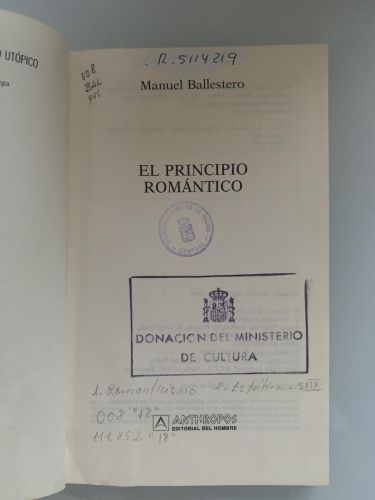 UTÓPICO
R. 5114219
008
BAL
pri
Manuel Ballestero
EL PRINCIPIO
ROMÁNTICO
CENTRAL
DONACION DEL MINISTERIO
DE CULTURA
1. Romanticismo 2. Estética - S.XIX
008 "18"
111.852 "18"
A ANTHROPOS
EDITORIAL DEL HOMBRE